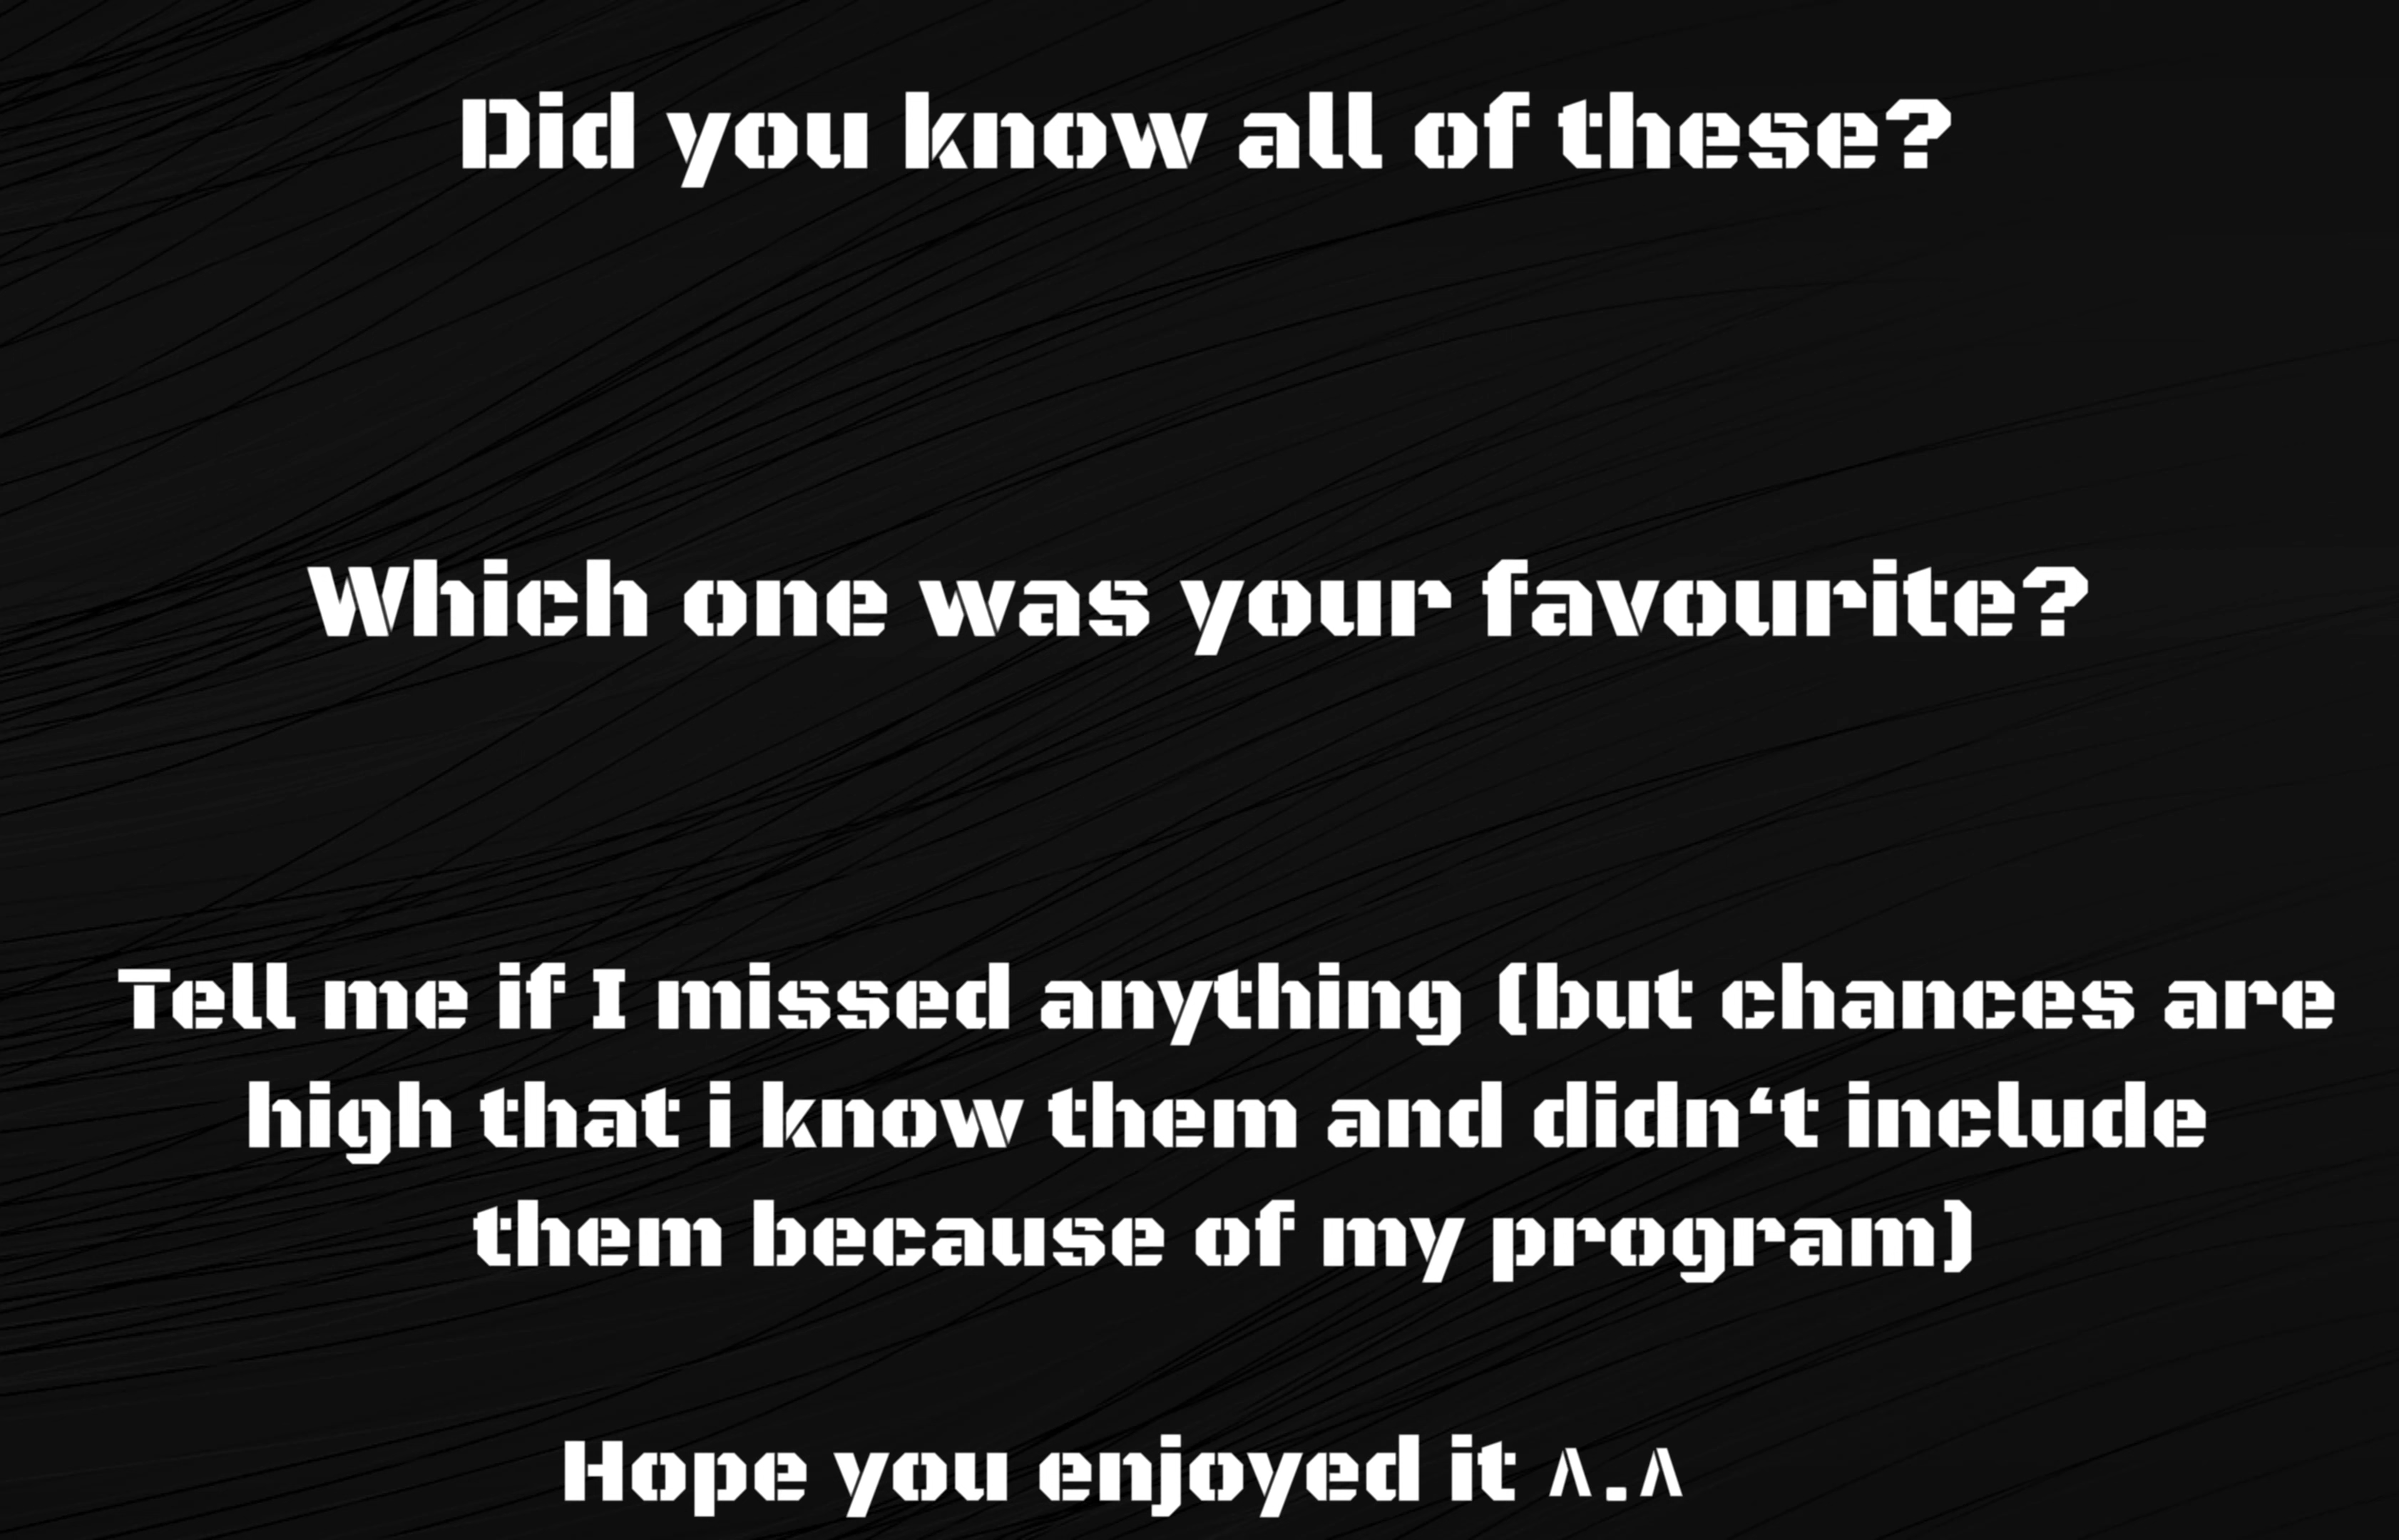 Did you know all of these?
Which one was your favourite?
Tell me if I missed anything (but chances are
high that i know them and didn‘t include
them because of my program)
Hope you enjoyed it ^.^